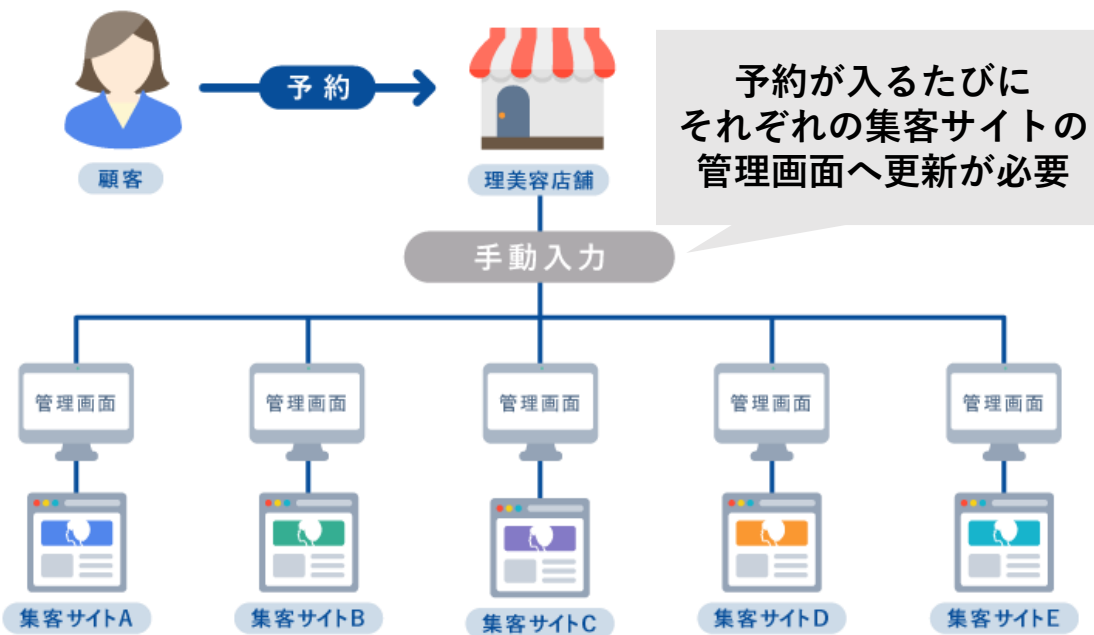 予約
顧客
理美容店舗
予約が入るたびに
それぞれの集客サイトの
管理画面へ更新が必要
手動入力
管理画面
管理画面
管理画面
管理画面
管理画面
集客サイトA
集客サイトB
集客サイトC
集客サイトD
集客サイトE